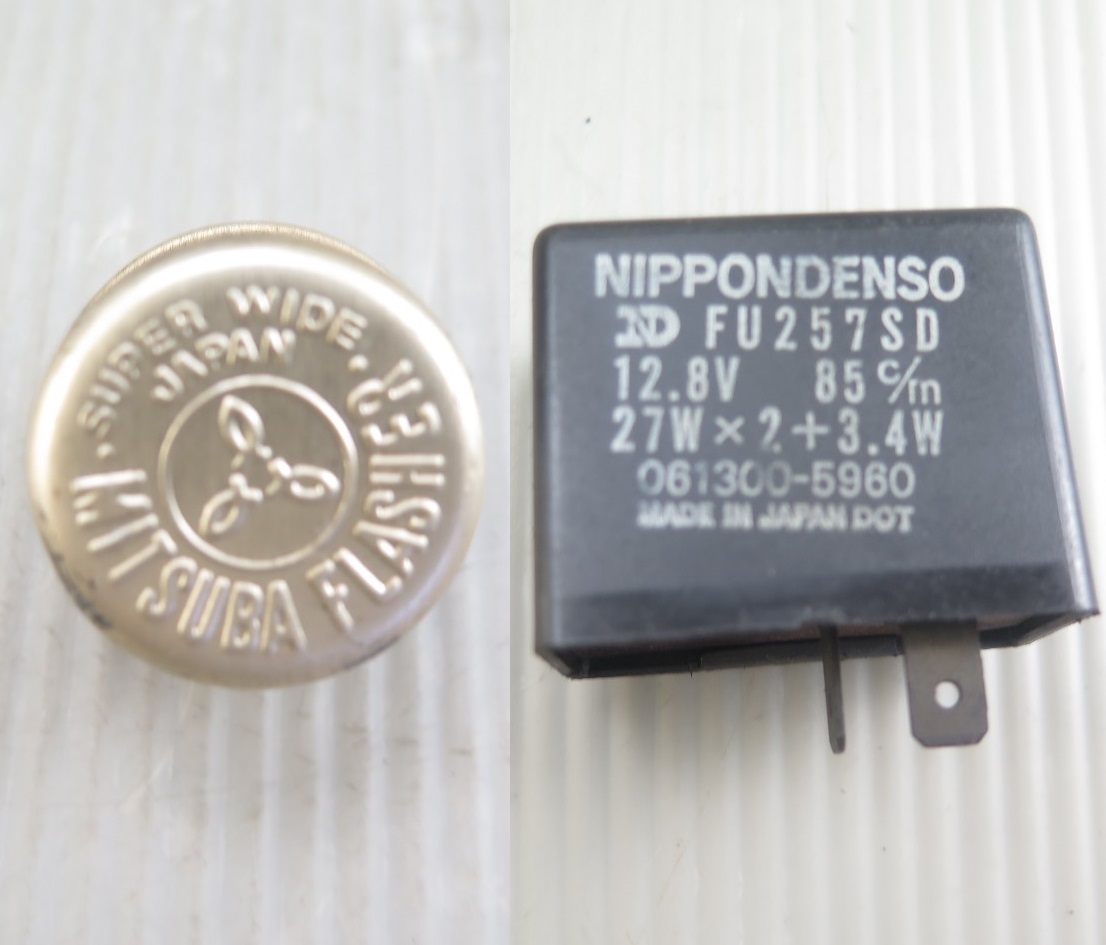 SUPER WIDE.
JAPAN
MITSUBA FLASHER
NIPPONDENSO
ND FU257SD
12.8V 85 c/m
27W×2+3.4W
061300-5960
MADE IN JAPAN DOT